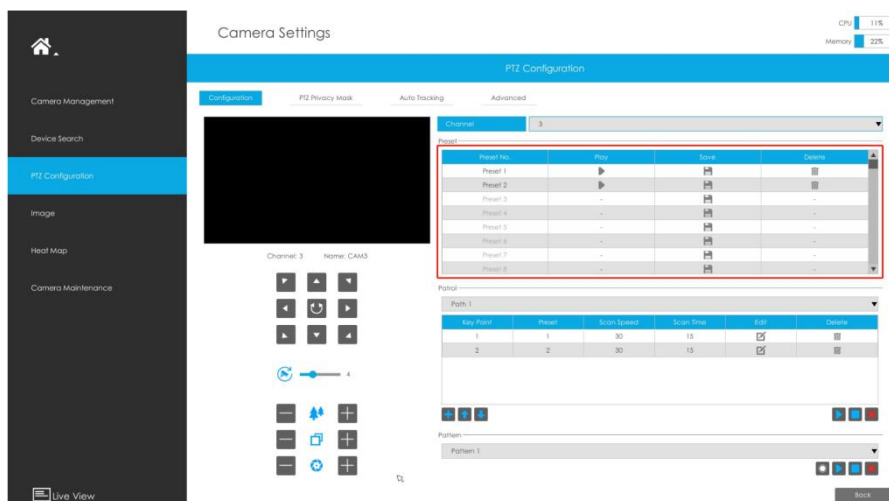 Camera Settings
CPU 11%
Memory 22%
PTZ Configuration
Camera Management
Device Search
PTZ Configuration
Image
Heat Map
Camera Maintenance
Live View
Configuration PTZ Privacy Mask Auto Tracking Advanced
Channel: 3 Name: CAM3
4
Channel 3
Preset
Preset No. Play Save Delete
Preset 1
Preset 2
Preset 3 - -
Preset 4 - -
Preset 5 - -
Preset 6 - -
Preset 7 - -
Preset 8 - -
Patrol
Path 1
Key Point Preset Scan Speed Scan Time Edit Delete
1 1 30 15
2 2 30 15
Pattern
Pattern 1
Back